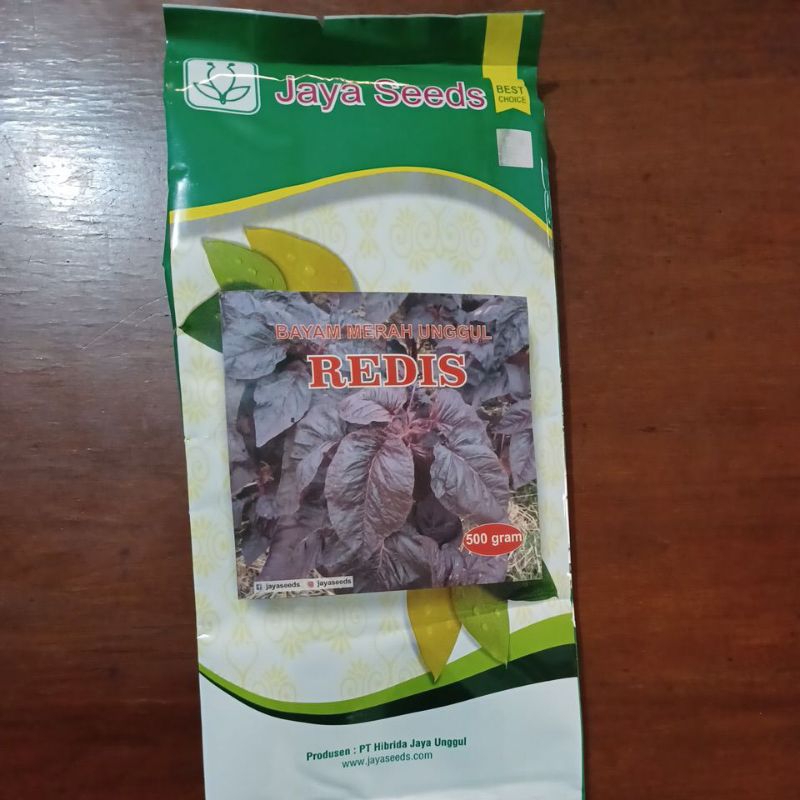 Jaya Seeds
BEST
CHOICE
BAYAM MERAH UNGGUL
REDIS
500 gram
jayaseeds jayaseeds
Produsen : PT Hibrida Jaya Unggul
www.jayaseeds.com